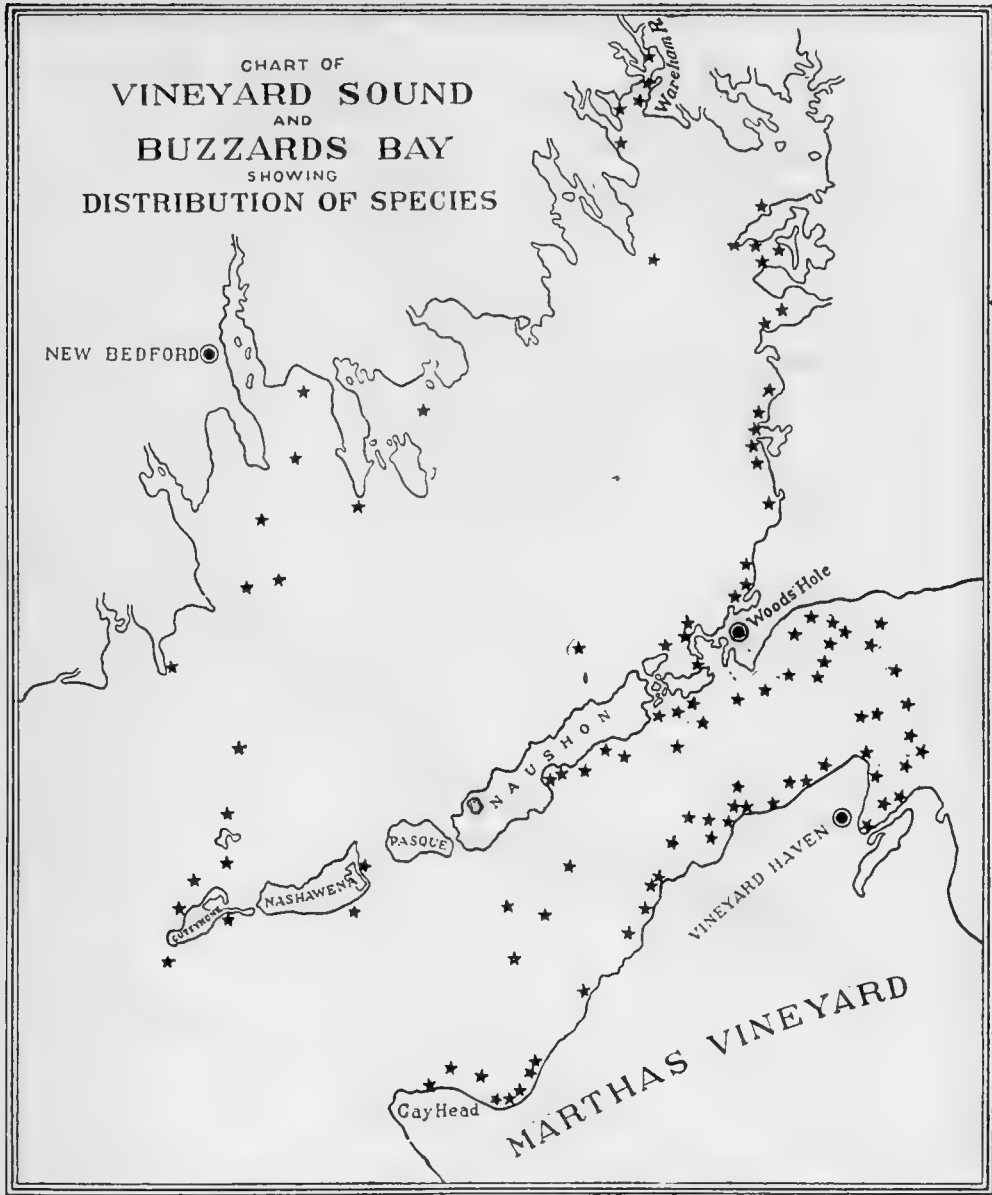 CHART OF
VINEYARD SOUND
AND
BUZZARDS BAY
SHOWING
DISTRIBUTION OF SPECIES
Wareham R.
NEW BEDFORD
Woods Hole
NAUSHON
PASQUE
NASHAWENA
CUTTYHUNK
VINEYARD HAVEN
MARTHAS VINEYARD
Gay Head